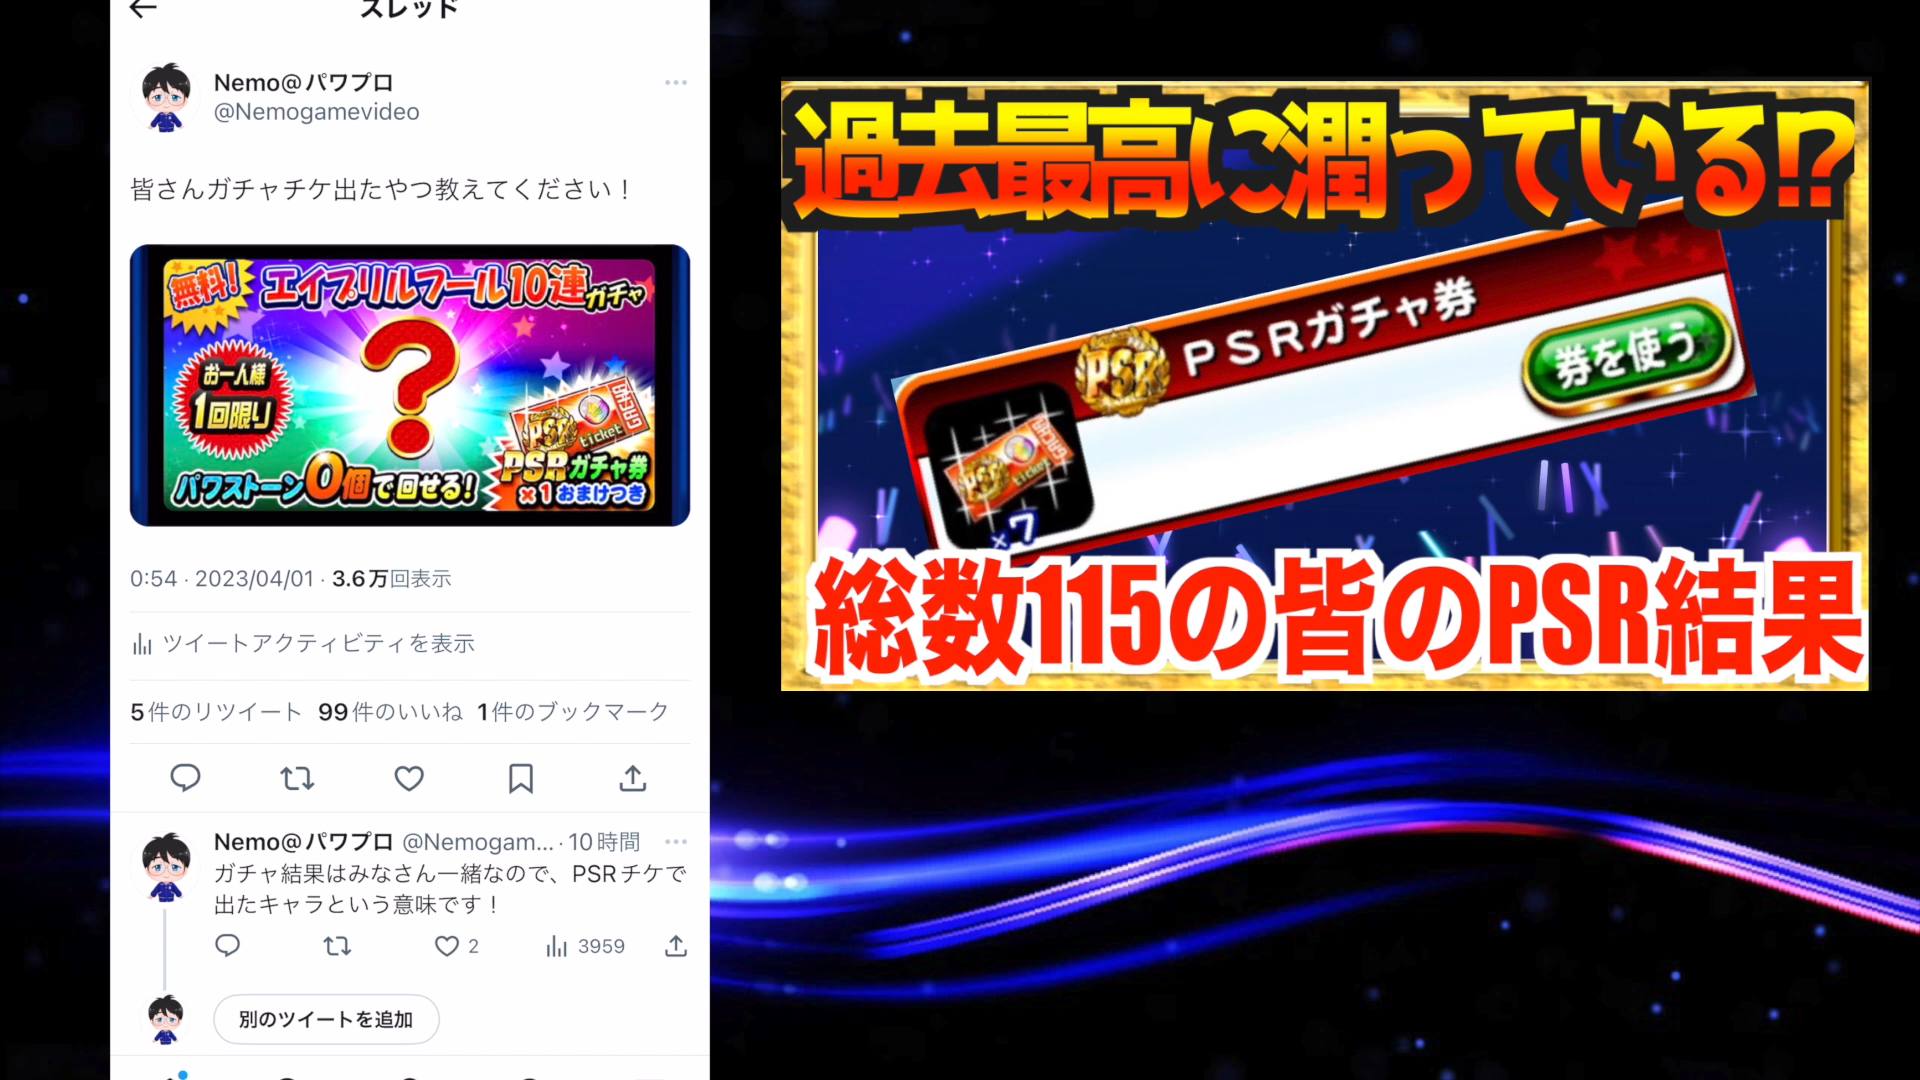 スレッド
Nemo@パワプロ
@Nemogamevideo
皆さんガチャチケ出たやつ教えてください！
無料!
エイプリルフール10連ガチャ
お一人様
1回限り
?
PSR ticket GACHA
PSRガチャ券
×1おまけつき
パワストーン0個で回せる!
0:54 · 2023/04/01 · 3.6万回表示
ツイートアクティビティを表示
5件のリツイート 99件のいいね 1件のブックマーク
Nemo@パワプロ @Nemogam... · 10時間
ガチャ結果はみなさん一緒なので、PSRチケで
出たキャラという意味です！
2
3959
別のツイートを追加
過去最高に潤っている!?
PSR PSRガチャ券
券を使う
PSR ticket GACHA
×7
総数115の皆のPSR結果